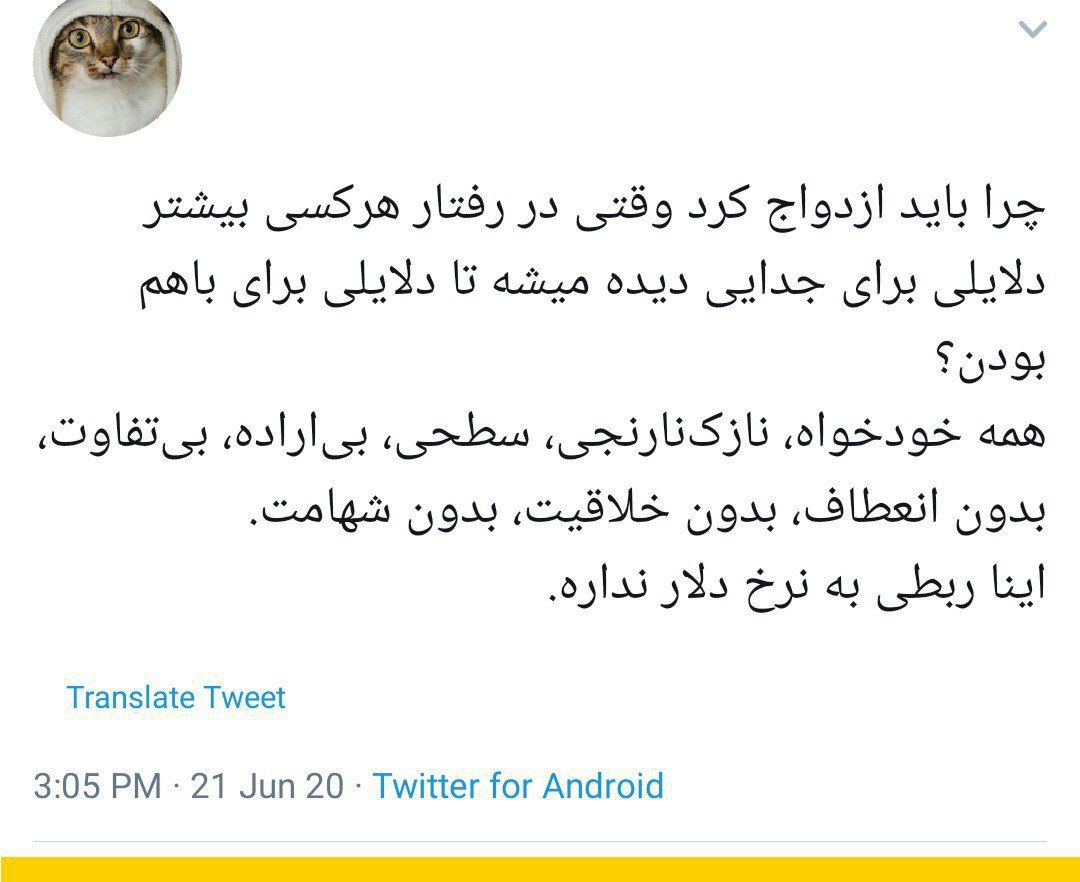 چرا باید ازدواج کرد وقتی در رفتار هرکسی بیشتر
دلایلی برای جدایی دیده میشه تا دلایلی برای باهم
بودن؟
همه خودخواه، نازک‌نارنجی، سطحی، بی‌اراده، بی‌تفاوت،
بدون انعطاف، بدون خلاقیت، بدون شهامت.
اینا ربطی به نرخ دلار نداره.
Translate Tweet
3:05 PM · 21 Jun 20 · Twitter for Android